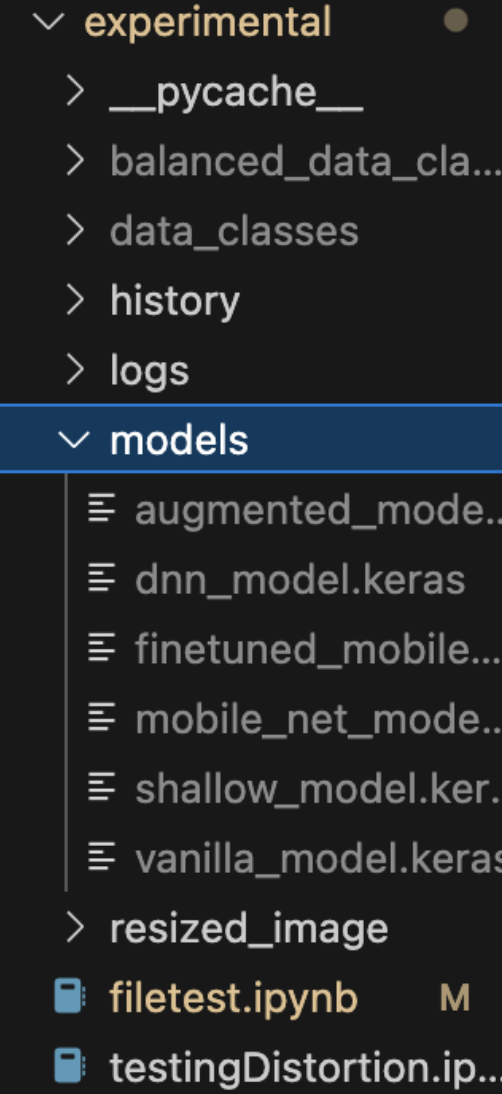 experimental
__pycache__
balanced_data_cla...
data_classes
history
logs
models
augmented_mode...
dnn_model.keras
finetuned_mobile...
mobile_net_mode...
shallow_model.ker...
vanilla_model.keras
resized_image
filetest.ipynb M
testingDistortion.ip...